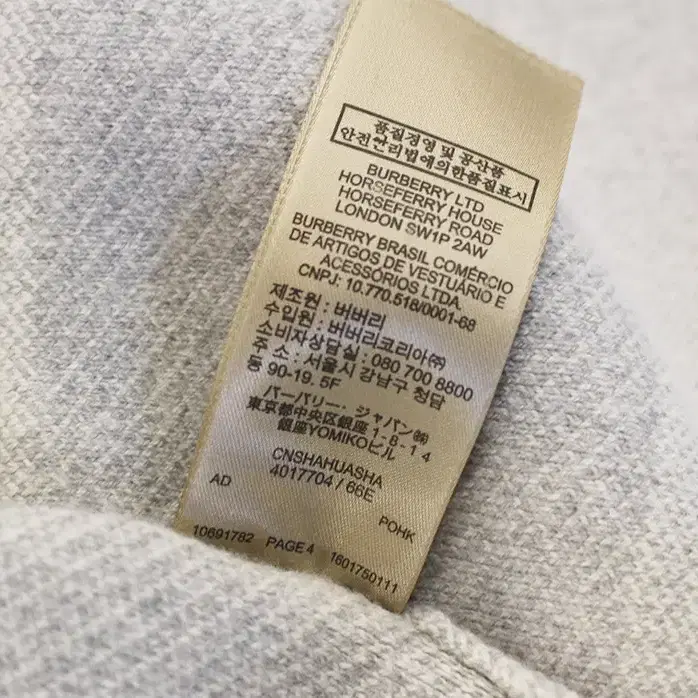 품질경영 및 공산품
안전관리법에의한품질표시
BURBERRY LTD
HORSEFERRY HOUSE
HORSEFERRY ROAD
LONDON SW1P 2AW
BURBERRY BRASIL COMÉRCIO
DE ARTIGOS DE VESTUÁRIO E
ACESSÓRIOS LTDA.
CNPJ: 10.770.518/0001-68
제조원 : 버버리
수입원 : 버버리코리아㈜
소비자상담실 : 080 700 8800
주 소 : 서울시 강남구 청담
동 90-19. 5F
バーバリー・ジャパン㈱
東京都中央区銀座 1 - 8 - 1 4
銀座YOMIKOビル
CNSHAHUASHA
4017704 / 66E
AD
POHK
10691782 PAGE 4 1601750111